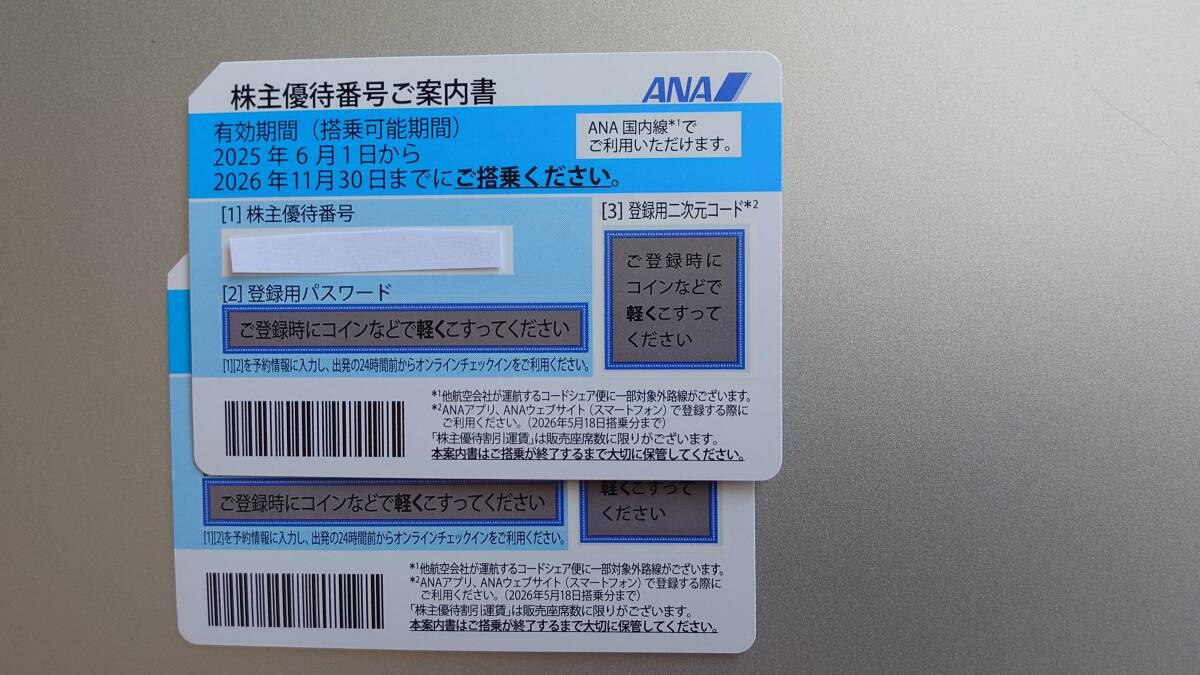 株主優待番号ご案内書
ANA
有効期間（搭乗可能期間）
2025年6月1日から
2026年11月30日までにご搭乗ください。
ANA国内線*1で
ご利用いただけます。
[1] 株主優待番号
[2] 登録用パスワード
ご登録時にコインなどで軽くこすってください
[1][2]を予約情報に入力し、出発の24時間前からオンラインチェックインをご利用ください。
[3] 登録用二次元コード*2
ご登録時に
コインなどで
軽くこすって
ください
*1他航空会社が運航するコードシェア便に一部対象外路線がございます。
*2ANAアプリ、ANAウェブサイト（スマートフォン）で登録する際に
ご利用ください。（2026年5月18日搭乗分まで）
「株主優待割引運賃」は販売座席数に限りがございます。
本案内書はご搭乗が終了するまで大切に保管してください。
ご登録時にコインなどで軽くこすってください
[1][2]を予約情報に入力し、出発の24時間前からオンラインチェックインをご利用ください。
軽くこすって
ください
*1他航空会社が運航するコードシェア便に一部対象外路線がございます。
*2ANAアプリ、ANAウェブサイト（スマートフォン）で登録する際に
ご利用ください。（2026年5月18日搭乗分まで）
「株主優待割引運賃」は販売座席数に限りがございます。
本案内書はご搭乗が終了するまで大切に保管してください。